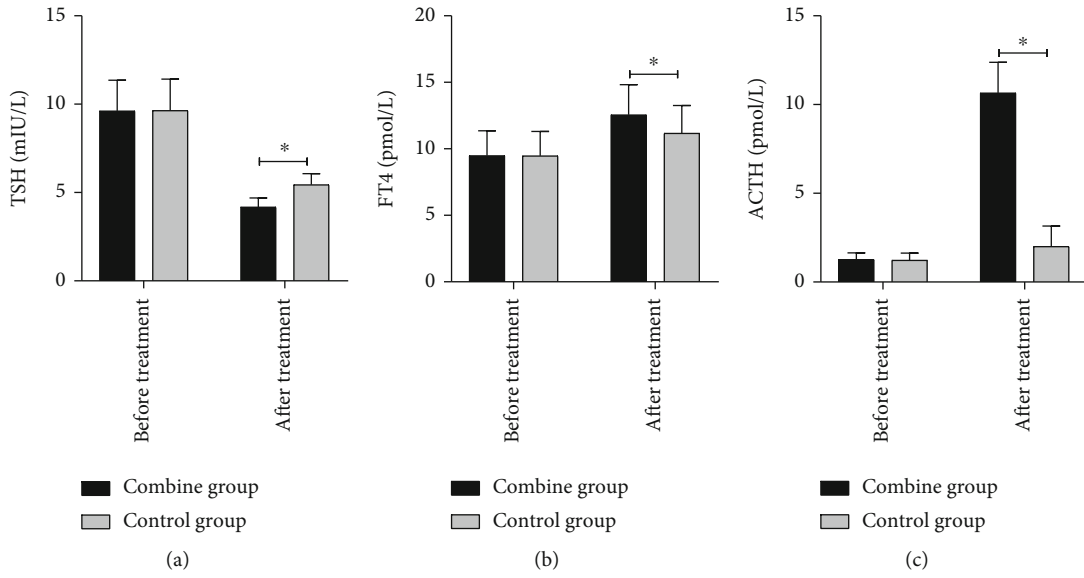 15
10
5
0
TSH (mIU/L)
*
Before treatment
After treatment
Combine group
Control group
(a)
20
15
10
5
0
FT4 (pmol/L)
*
Before treatment
After treatment
Combine group
Control group
(b)
15
10
5
0
ACTH (pmol/L)
*
Before treatment
After treatment
Combine group
Control group
(c)